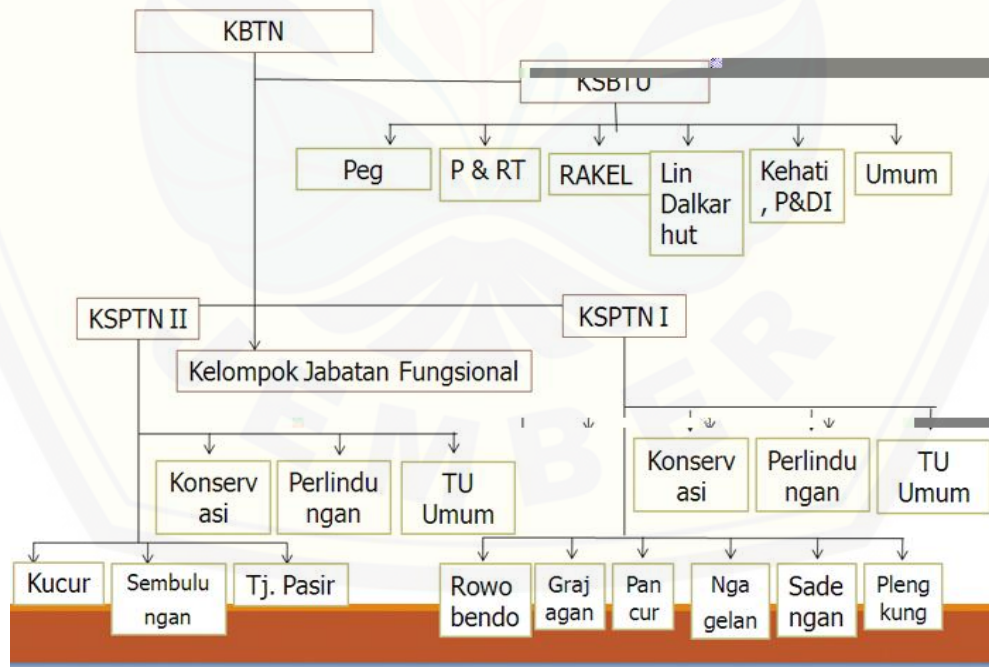 KBTN
KSBTU
Peg
P & RT
RAKEL
Lin
Dalkar
hut
Kehati
, P&DI
Umum
KSPTN II
KSPTN I
Kelompok Jabatan Fungsional
Konserv
asi
Perlindu
ngan
TU
Umum
Konserv
asi
Perlindu
ngan
TU
Umum
Kucur
Sembulu
ngan
Tj. Pasir
Rowo
bendo
Graj
agan
Pan
cur
Nga
gelan
Sade
ngan
Pleng
kung
EMBER